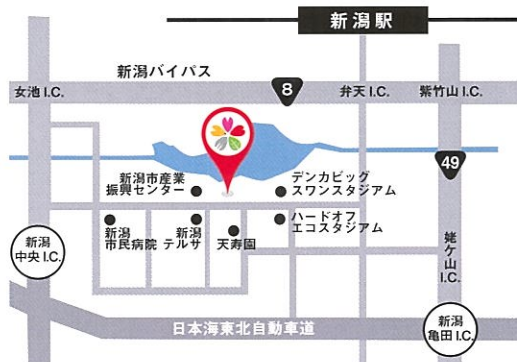 新潟駅
新潟バイパス
8
女池 I.C.
弁天 I.C.
紫竹山 I.C.
49
新潟市産業
振興センター
デンカビッグ
スワンスタジアム
新潟
市民病院
新潟
テルサ
天寿園
ハードオフ
エコスタジアム
姥ケ山
I.C.
新潟
中央 I.C.
日本海東北自動車道
新潟
亀田 I.C.